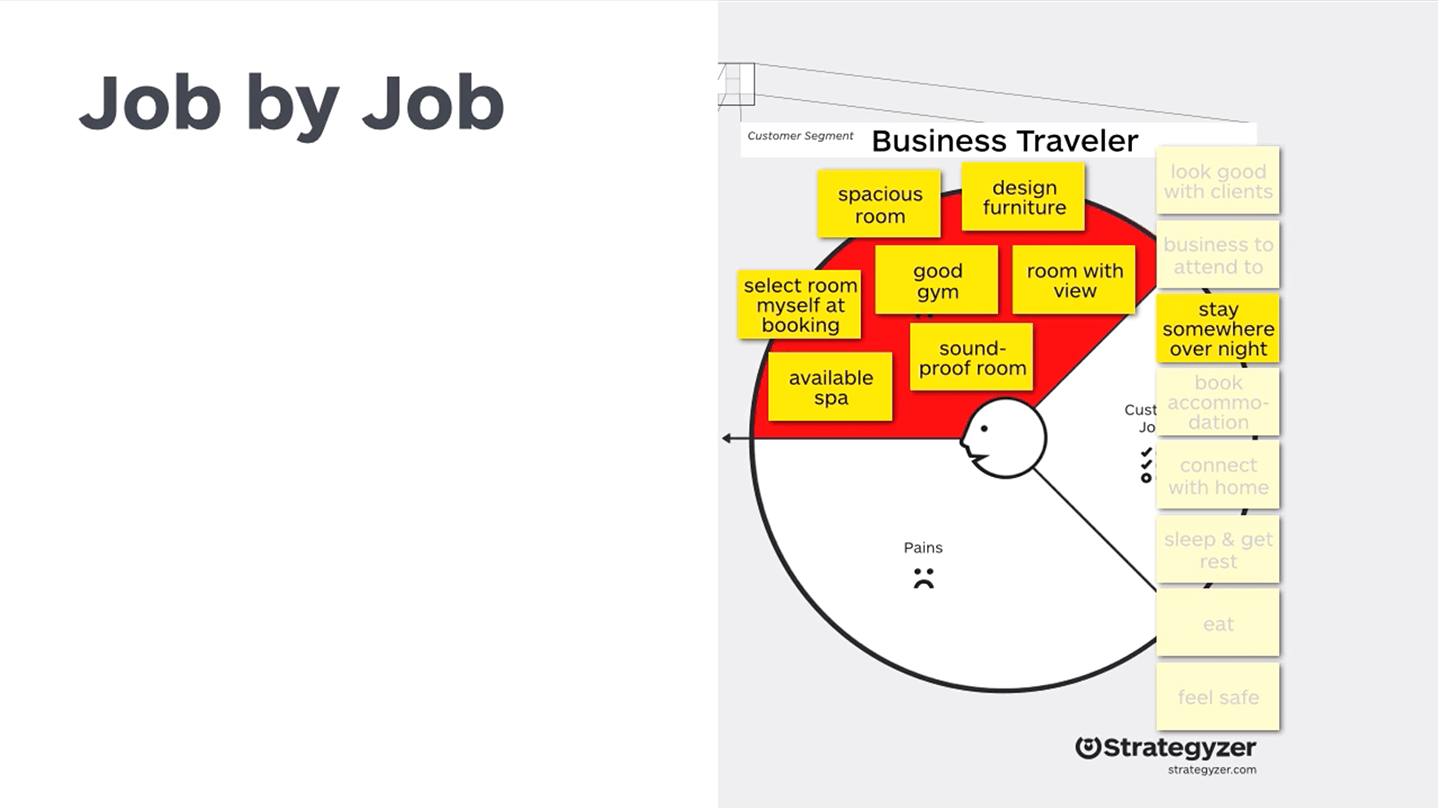 Job by Job
Customer Segment
Business Traveler
spacious
room
design
furniture
select room
myself at
booking
good
gym
room with
view
available
spa
sound-
proof room
look good
with clients
business to
attend to
stay
somewhere
over night
book
accommo-
dation
connect
with home
sleep & get
rest
eat
feel safe
Pains
Strategyzer
strategyzer.com